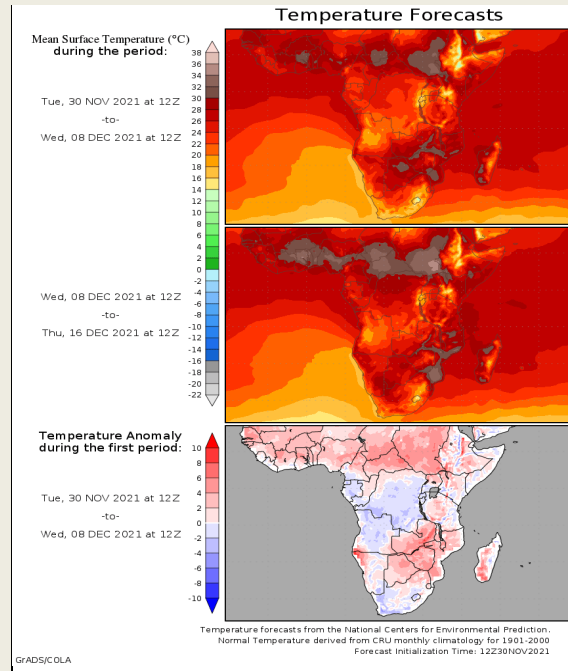 Temperature Forecasts
Mean Surface Temperature (°C)
during the period:
Tue, 30 NOV 2021 at 12Z
-to-
Wed, 08 DEC 2021 at 12Z
38
36
34
32
30
28
26
24
22
20
18
16
14
12
10
8
6
4
2
0
-2
-4
-6
-8
-10
-12
-14
-16
-18
-20
-22
Wed, 08 DEC 2021 at 12Z
-to-
Thu, 16 DEC 2021 at 12Z
Temperature Anomaly
during the first period:
Tue, 30 NOV 2021 at 12Z
-to-
Wed, 08 DEC 2021 at 12Z
10
8
6
4
2
0
-2
-4
-6
-8
-10
Temperature forecasts from the National Centers for Environmental Prediction.
Normal Temperature derived from CRU monthly climatology for 1901-2000
Forecast Initialization Time: 12Z30NOV2021
GrADS/COLA